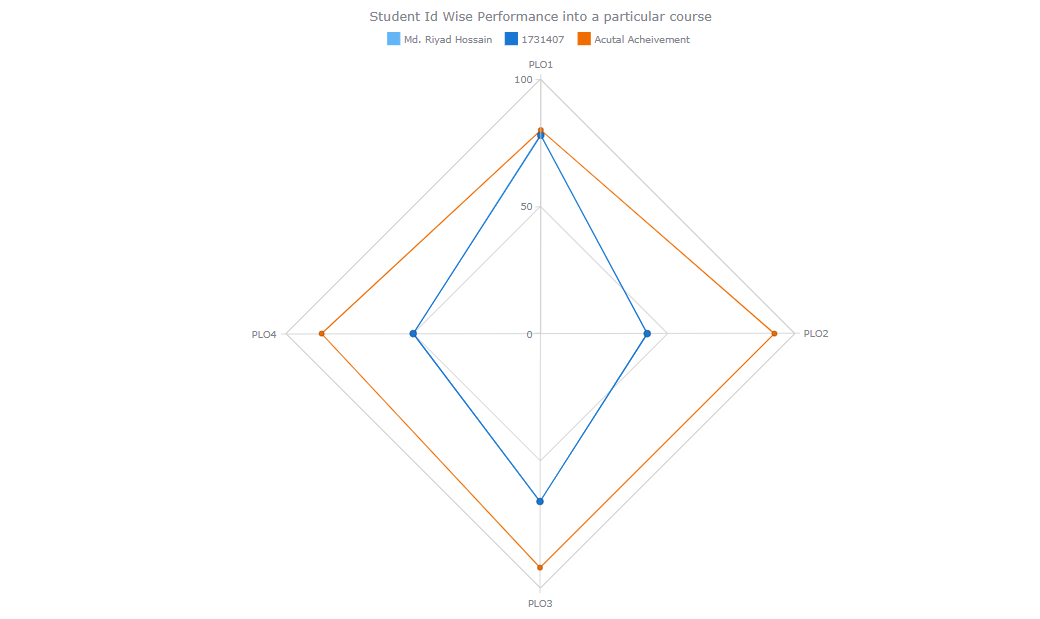 Student Id Wise Performance into a particular course
Md. Riyad Hossain 1731407 Acutal Acheivement
PLO1
100
50
PLO4 0 PLO2
PLO3